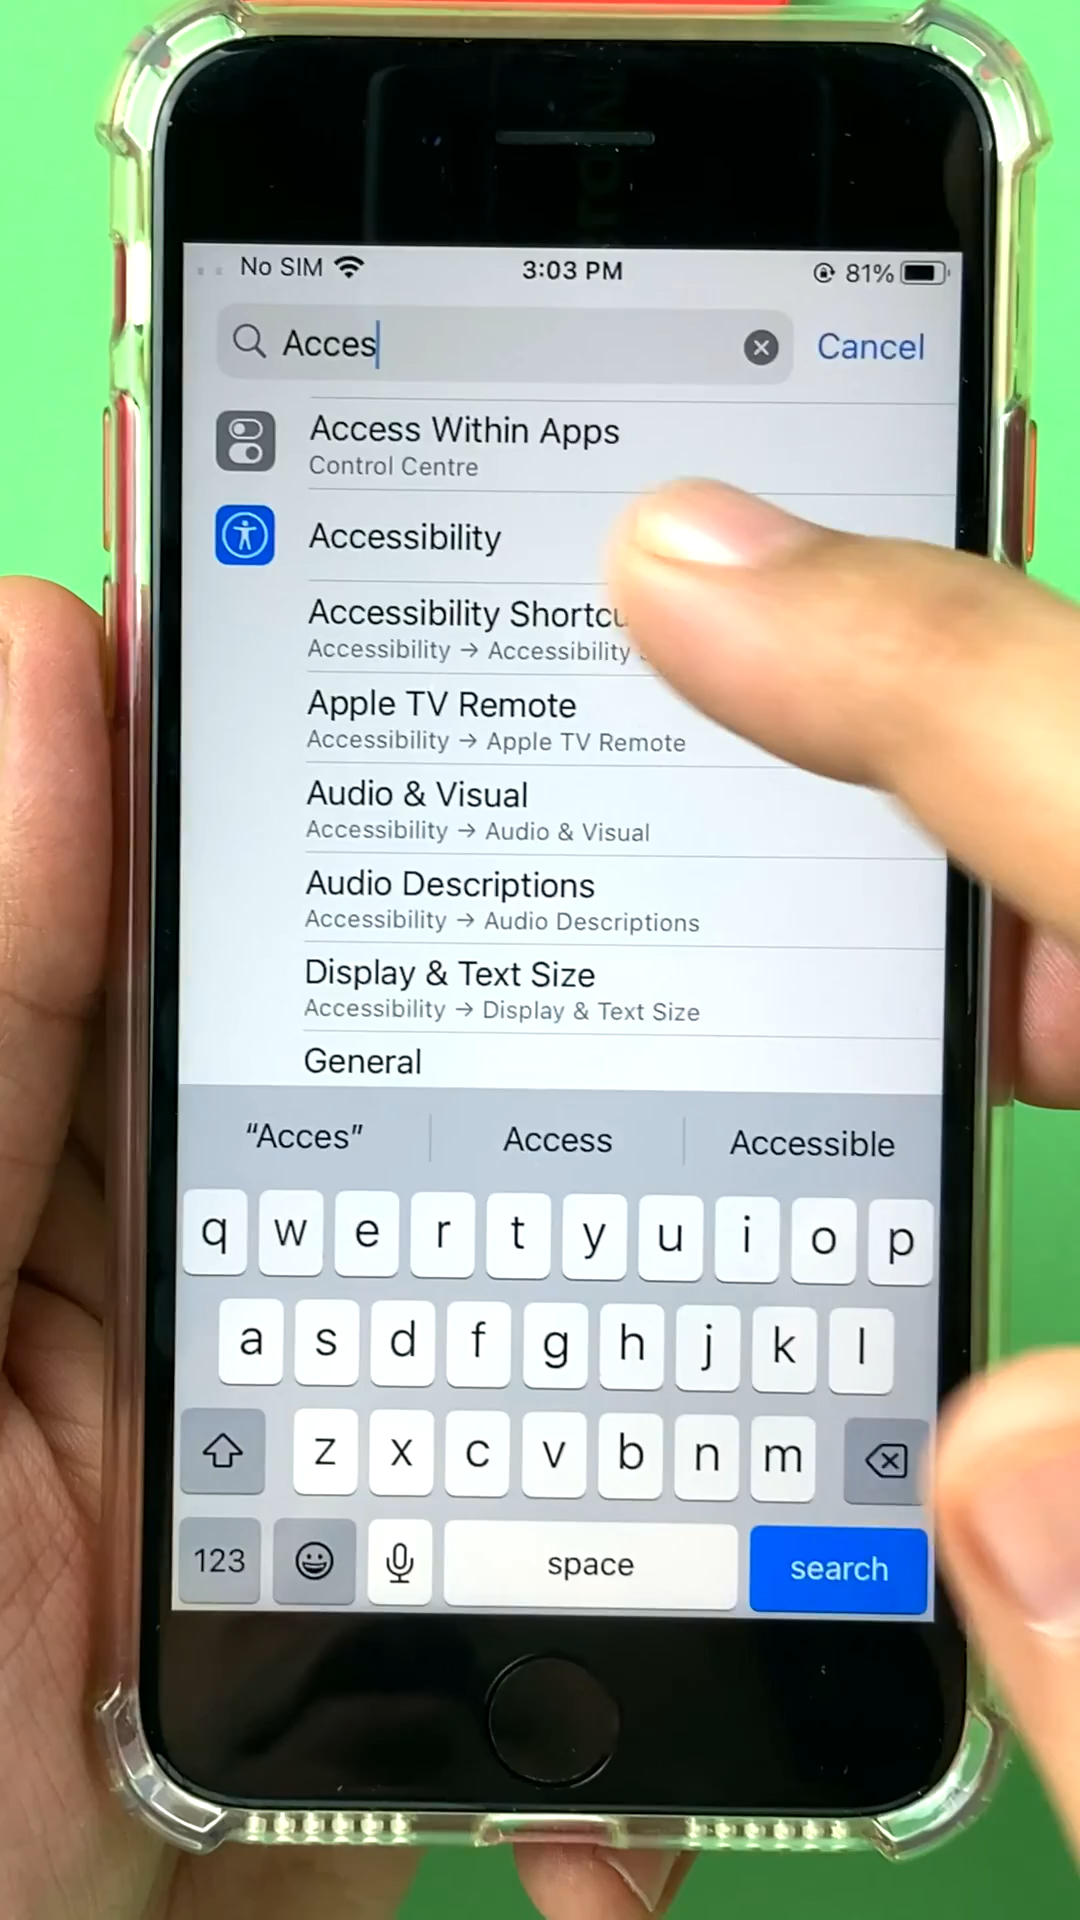 No SIM
3:03 PM
81%
Acces
Cancel
Access Within Apps
Control Centre
Accessibility
Accessibility
Accessibility → Accessibility
Apple TV Remote
Accessibility → Apple TV Remote
Audio & Visual
Accessibility → Audio & Visual
Audio Descriptions
Accessibility → Audio Descriptions
Display & Text Size
Accessibility → Display & Text Size
General
“Acces” Access Accessible
q w e r t y u i o p
a s d f g h j k l
z x c v b n m
123 space search